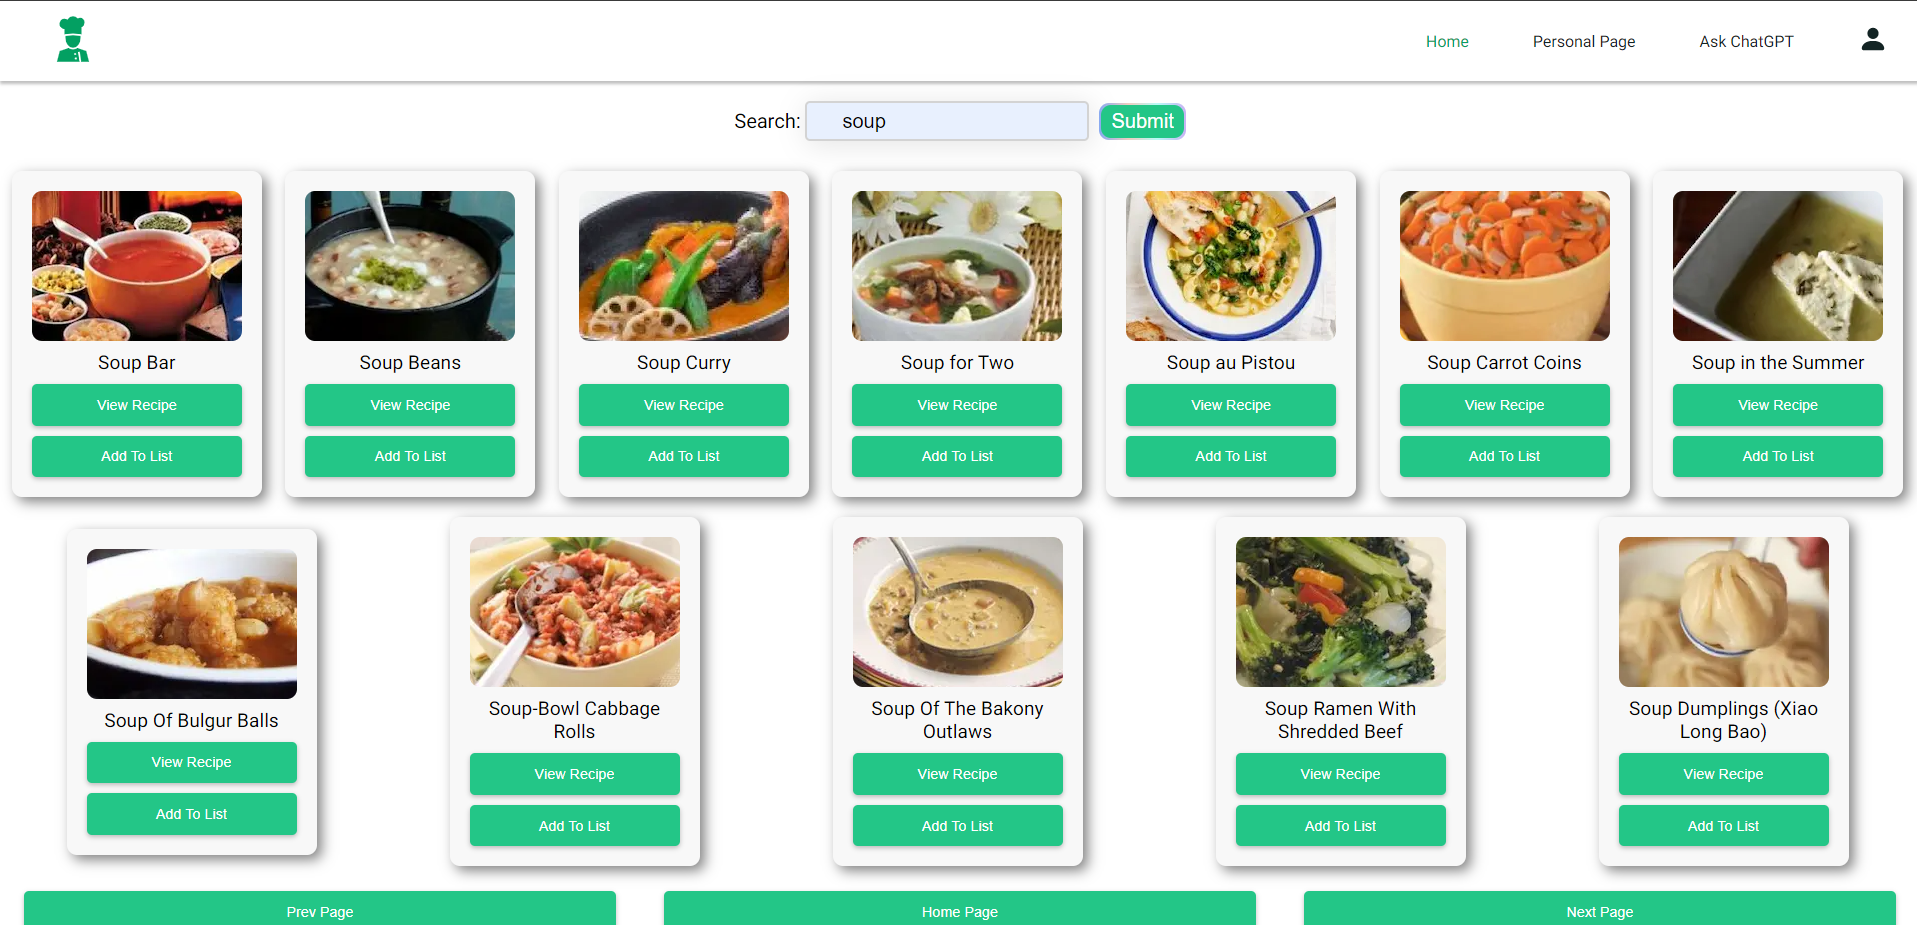 Home
Personal Page
Ask ChatGPT
Search:
soup
Submit
Soup Bar
View Recipe
Add To List
Soup Beans
View Recipe
Add To List
Soup Curry
View Recipe
Add To List
Soup for Two
View Recipe
Add To List
Soup au Pistou
View Recipe
Add To List
Soup Carrot Coins
View Recipe
Add To List
Soup in the Summer
View Recipe
Add To List
Soup Of Bulgur Balls
View Recipe
Add To List
Soup-Bowl Cabbage
Rolls
View Recipe
Add To List
Soup Of The Bakony
Outlaws
View Recipe
Add To List
Soup Ramen With
Shredded Beef
View Recipe
Add To List
Soup Dumplings (Xiao
Long Bao)
View Recipe
Add To List
Prev Page
Home Page
Next Page